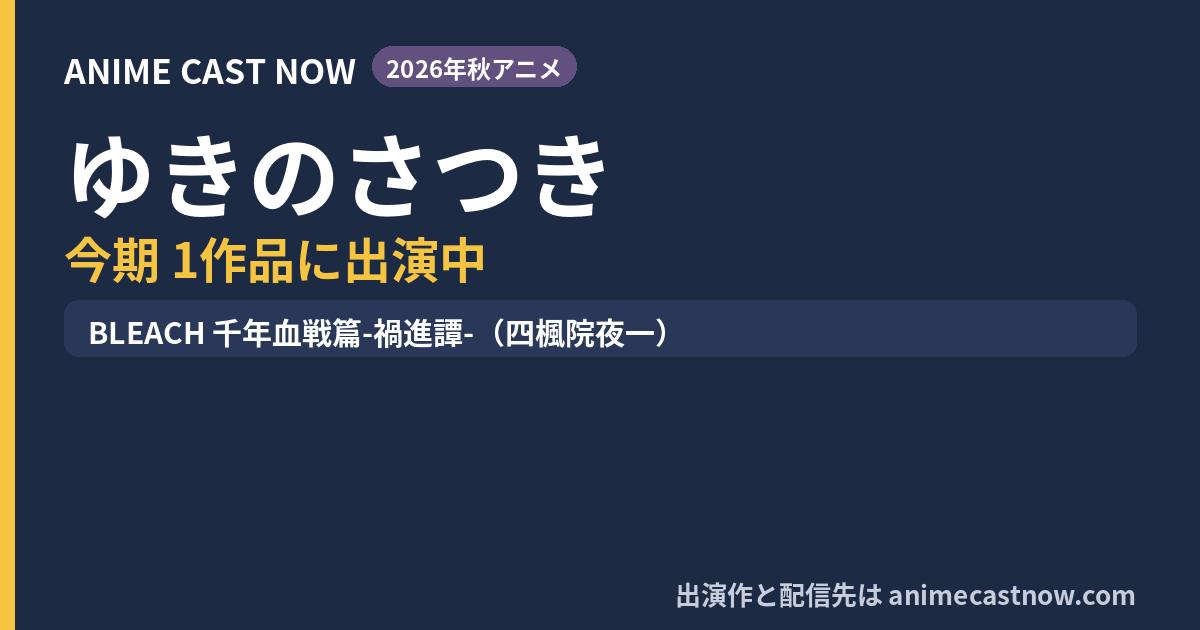 ANIME CAST NOW 2026年秋アニメ
ゆきのさつき
今期 1作品に出演中
BLEACH 千年血戦篇-禍進譚-（四楓院夜一）
出演作と配信先は animecastnow.com